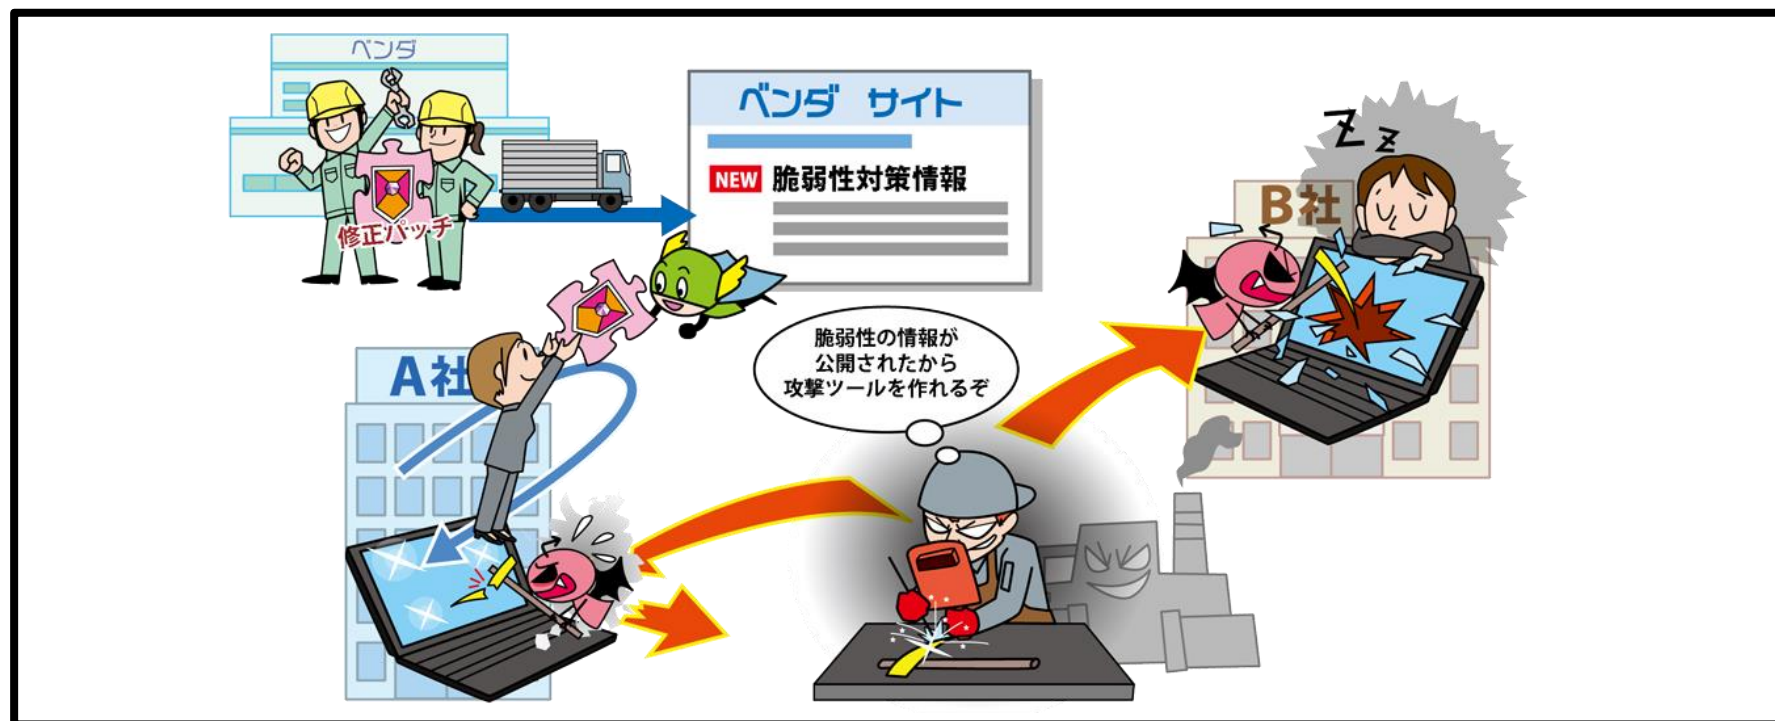 ベンダ
修正パッチ
ベンダ サイト
NEW 脆弱性対策情報
Z z
B社
A社
脆弱性の情報が
公開されたから
攻撃ツールを作れるぞ